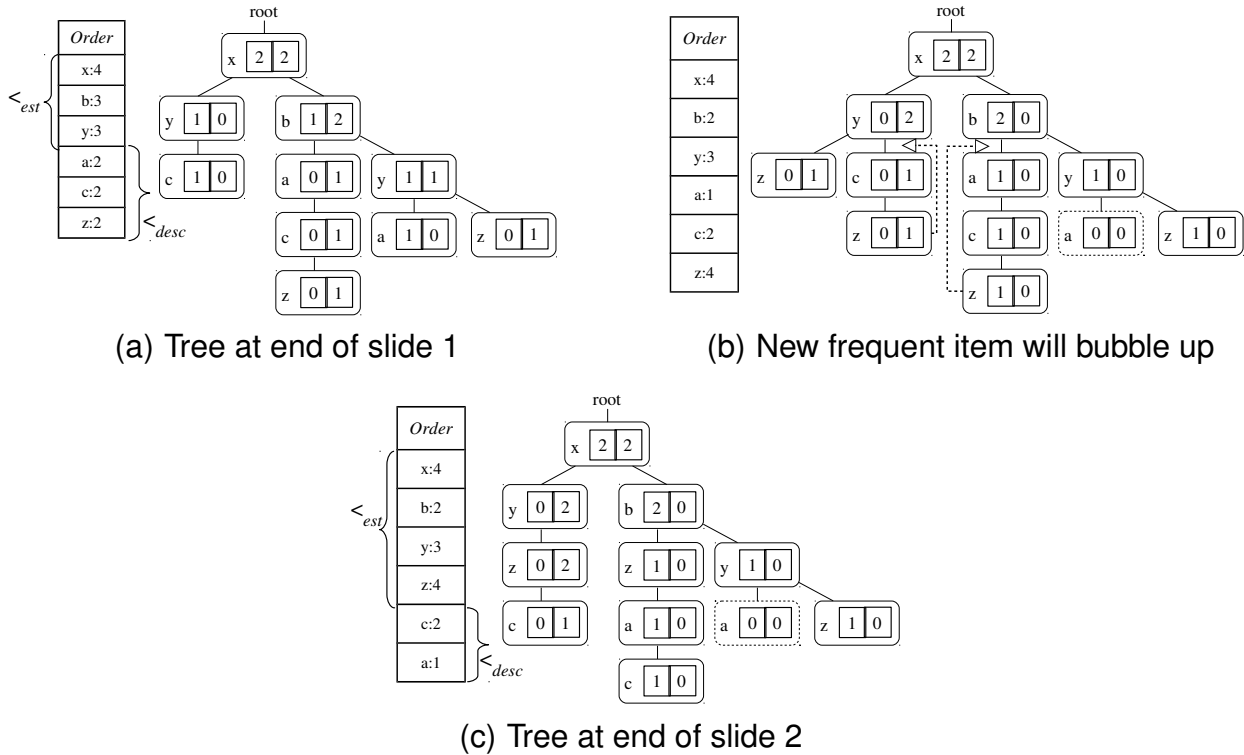 root
Order
x:4
b:3
y:3
a:2
c:2
z:2
<est
<desc
x 2 2
y 1 0
b 1 2
c 1 0
a 0 1
y 1 1
c 0 1
a 1 0
z 0 1
z 0 1
(a) Tree at end of slide 1
root
Order
x:4
b:2
y:3
a:1
c:2
z:4
x 2 2
y 0 2
b 2 0
z 0 1
c 0 1
a 1 0
y 1 0
z 0 1
c 1 0
a 0 0
z 1 0
z 1 0
(b) New frequent item will bubble up
root
Order
x:4
b:2
y:3
z:4
c:2
a:1
<est
<desc
x 2 2
y 0 2
b 2 0
z 0 2
z 1 0
y 1 0
c 0 1
a 1 0
a 0 0
z 1 0
c 1 0
(c) Tree at end of slide 2